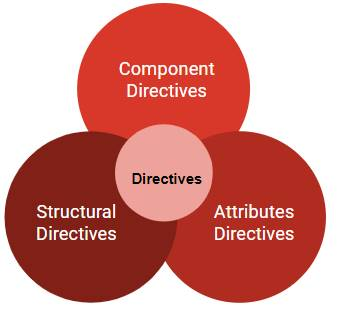 Component
Directives
Directives
Structural
Directives
Attributes
Directives